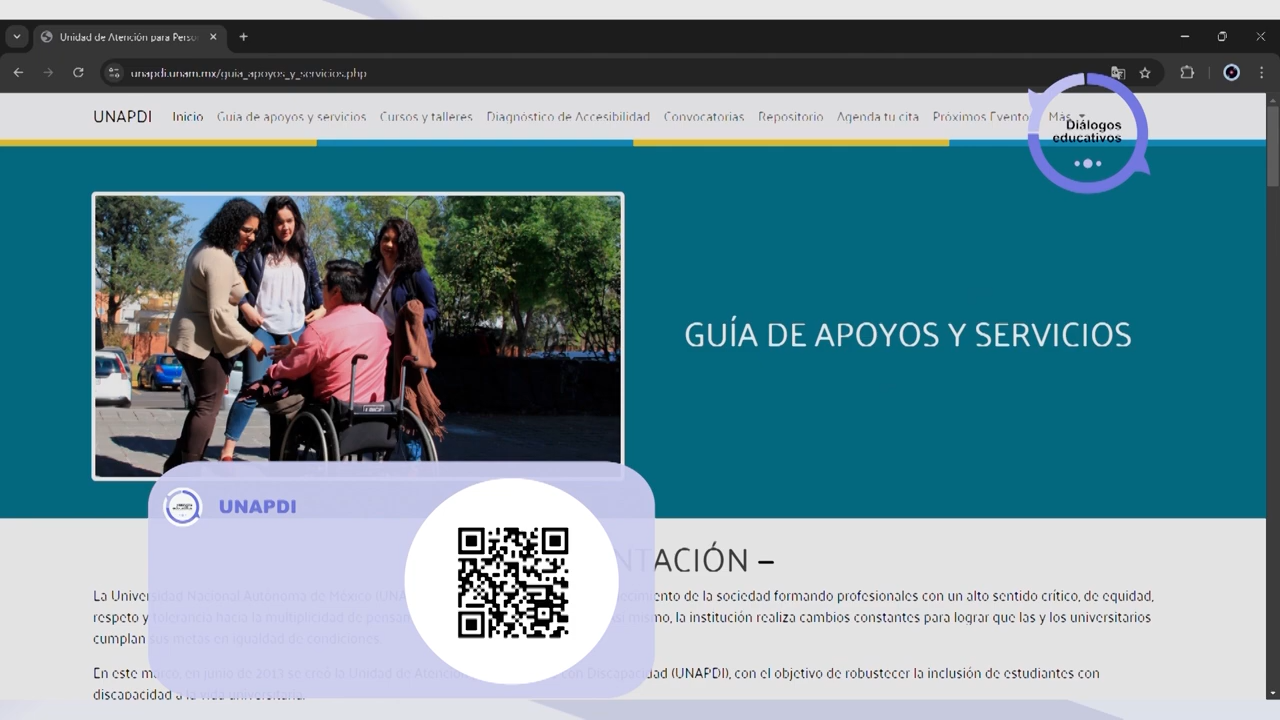 Unidad de Atención para Perso
unapdi.unam.mx/guia_apoyos_y_servicios.php
UNAPDI Inicio Guía de apoyos y servicios Cursos y talleres Diagnóstico de Accesibilidad Convocatorias Repositorio Agenda tu cita Próximos Evento Más
Diálogos
educativos
GUÍA DE APOYOS Y SERVICIOS
UNAPDI
NTACIÓN –
La Universidad Nacional Autónoma de México (UNA cimiento de la sociedad formando profesionales con un alto sentido crítico, de equidad,
respeto y tolerancia hacia la multiplicidad de pensam mismo, la institución realiza cambios constantes para lograr que las y los universitarios
cumplan sus metas en igualdad de condiciones.
En este marco, en junio de 2013 se creó la Unidad de Atención con Discapacidad (UNAPDI), con el objetivo de robustecer la inclusión de estudiantes con
discapacidad a la vida universitaria.